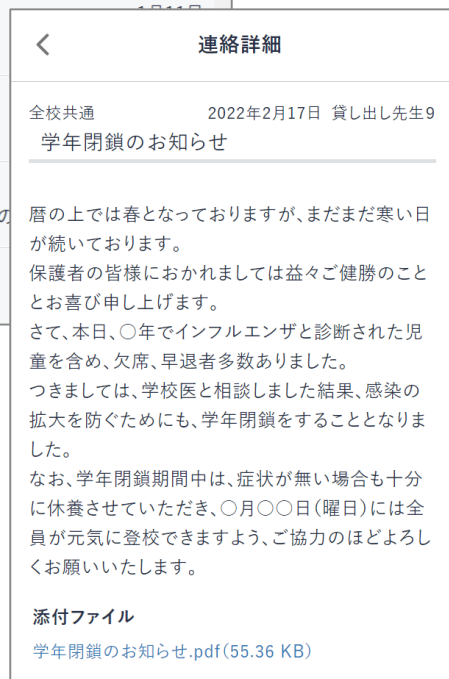 連絡詳細
全校共通 2022年2月17日 貸し出し先生9
学年閉鎖のお知らせ
暦の上では春となっておりますが、まだまだ寒い日
が続いております。
保護者の皆様におかれましては益々ご健勝のこと
とお喜び申し上げます。
さて、本日、〇年でインフルエンザと診断された児
童を含め、欠席、早退者多数ありました。
つきましては、学校医と相談しました結果、感染の
拡大を防ぐためにも、学年閉鎖をすることとなりま
した。
なお、学年閉鎖期間中は、症状が無い場合も十分
に休養させていただき、〇月〇〇日(曜日)には全
員が元気に登校できますよう、ご協力のほどよろし
くお願いいたします。
添付ファイル
学年閉鎖のお知らせ.pdf(55.36 KB)